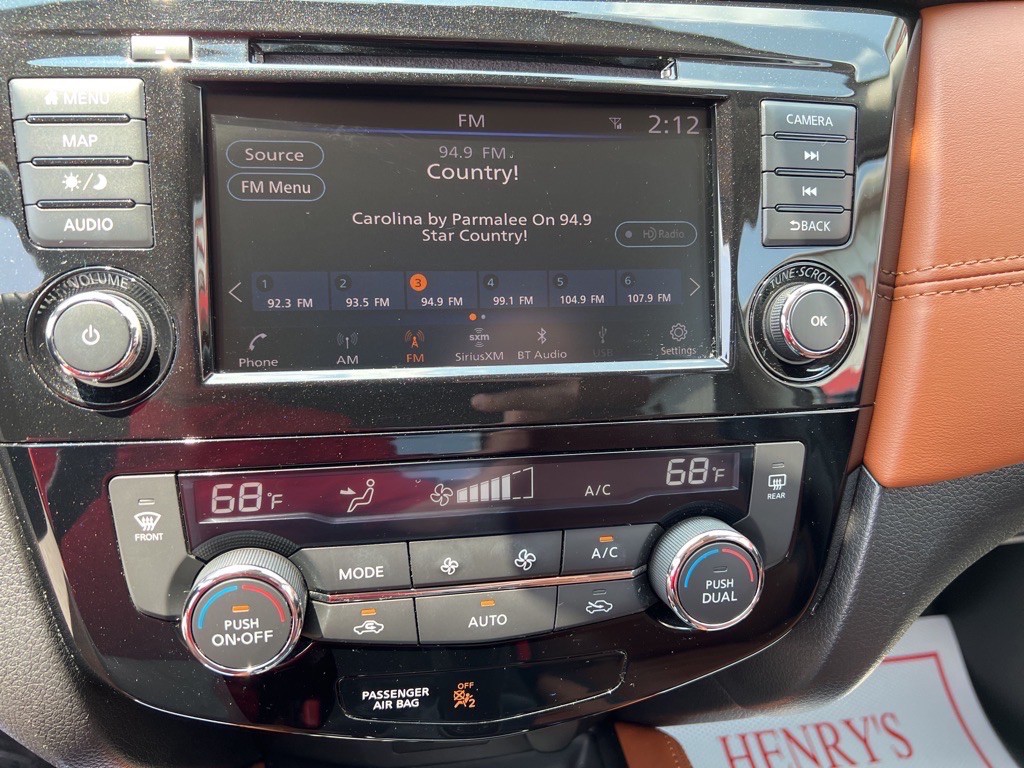 MENU
MAP
AUDIO
VOLUME
FM
2:12
Source
FM Menu
94.9 FM
Country!
Carolina by Parmalee On 94.9
Star Country!
HD Radio
1 2 3 4 5 6
92.3 FM 93.5 FM 94.9 FM 99.1 FM 104.9 FM 107.9 FM
Phone AM FM SiriusXM BT Audio USB Settings
sxm
CAMERA
BACK
TUNE·SCROLL
OK
68°F
A/C
68°F
FRONT
REAR
MODE
A/C
AUTO
PUSH
ON·OFF
PUSH
DUAL
PASSENGER
AIR BAG
OFF
2
HENRY'S